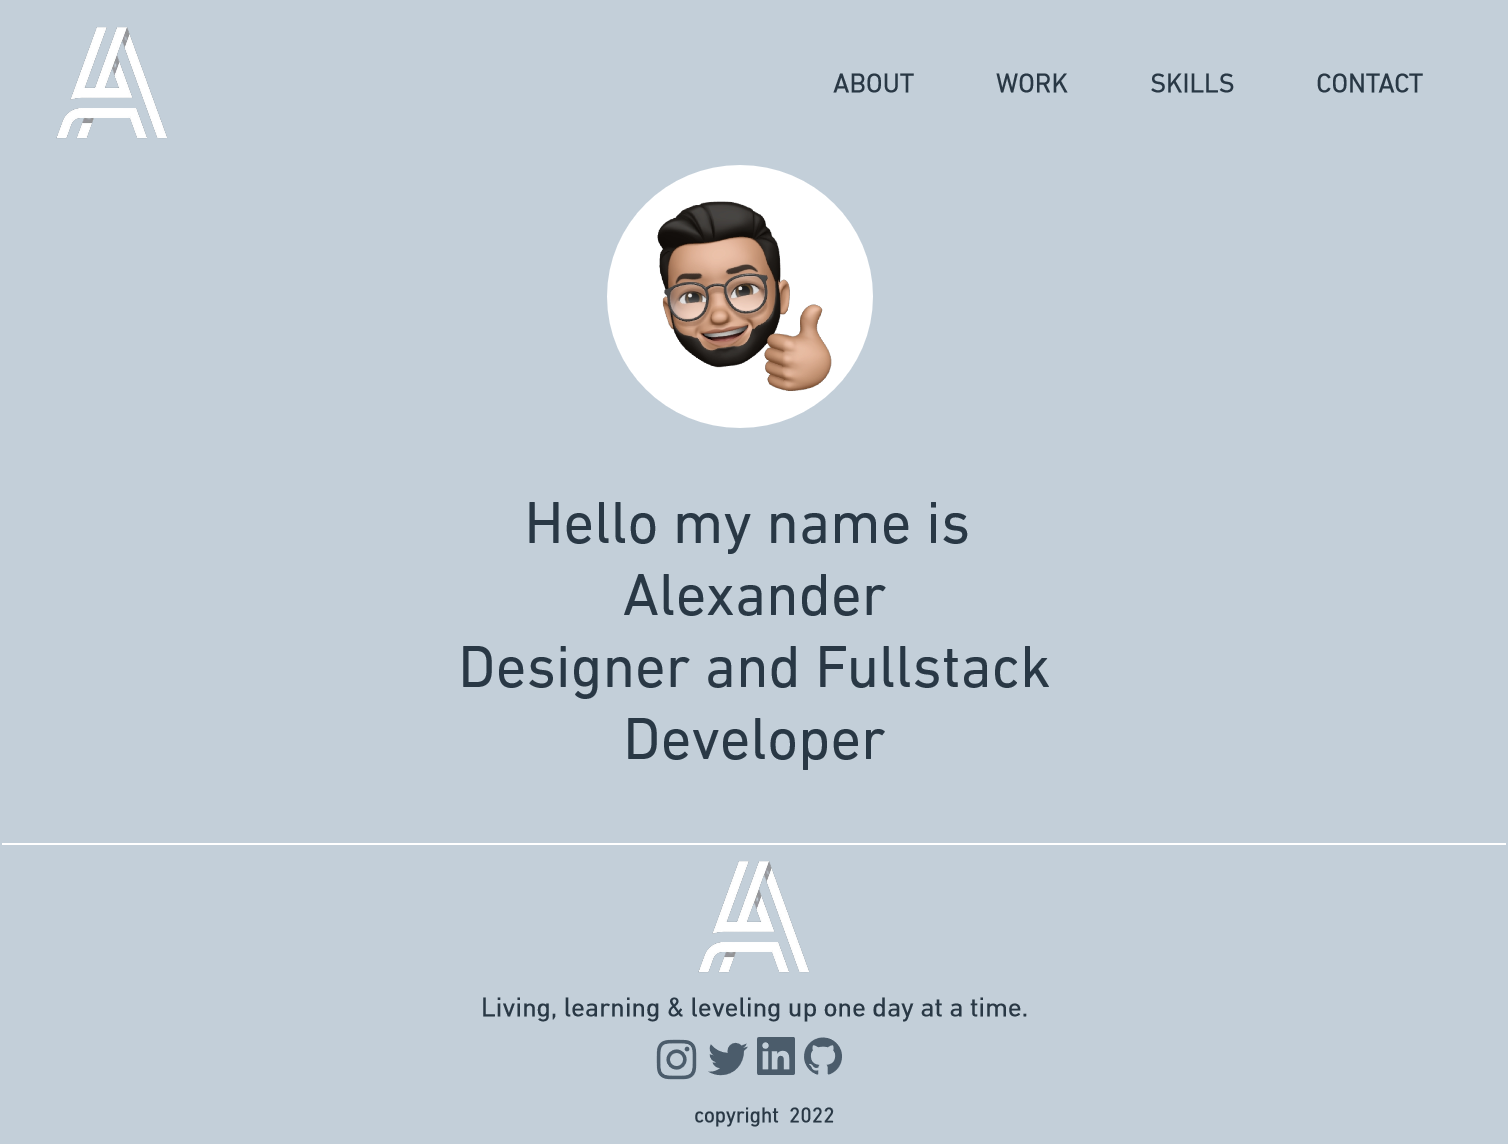 ABOUT WORK SKILLS CONTACT
Hello my name is
Alexander
Designer and Fullstack
Developer
Living, learning & leveling up one day at a time.
copyright 2022